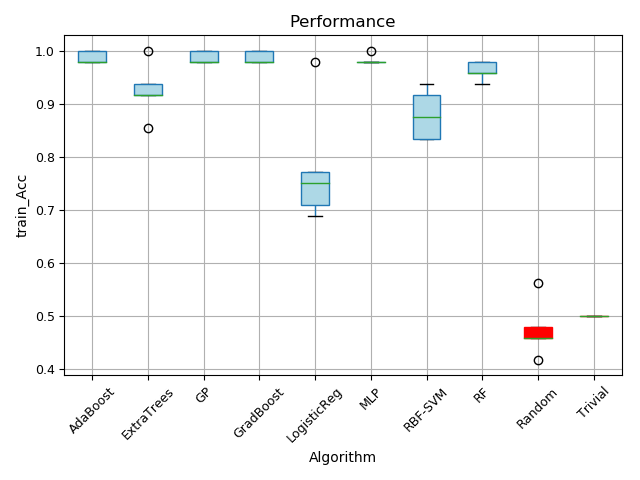 Performance
train_Acc
1.0
0.9
0.8
0.7
0.6
0.5
0.4
AdaBoost
ExtraTrees
GP
GradBoost
LogisticReg
MLP
RBF-SVM
RF
Random
Trivial
Algorithm